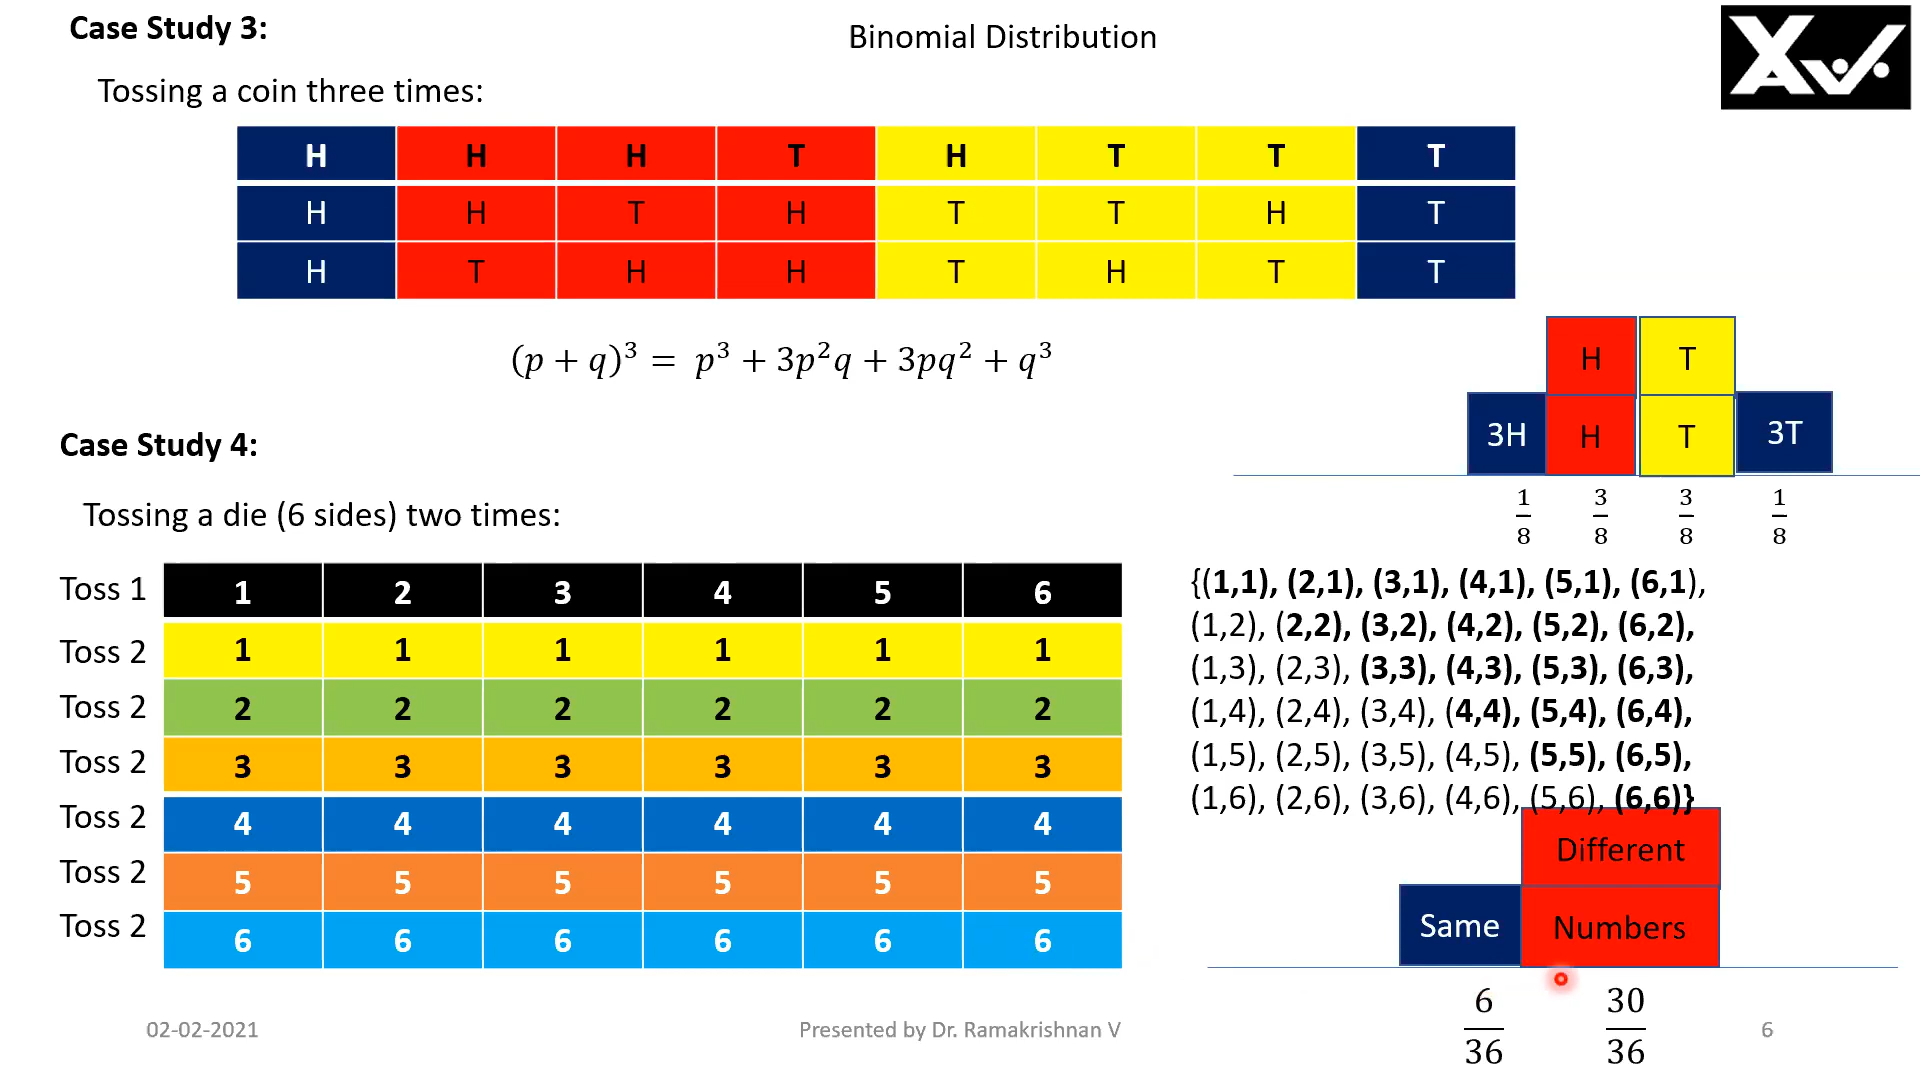 Case Study 3:
Binomial Distribution
XAV
Tossing a coin three times:
H H H T H T T T
H H T H T T H T
H T H H T H T T
(p + q)³ = p³ + 3p²q + 3pq² + q³
H T
3H H T 3T
1/8 3/8 3/8 1/8
Case Study 4:
Tossing a die (6 sides) two times:
Toss 1 1 2 3 4 5 6
Toss 2 1 1 1 1 1 1
Toss 2 2 2 2 2 2 2
Toss 2 3 3 3 3 3 3
Toss 2 4 4 4 4 4 4
Toss 2 5 5 5 5 5 5
Toss 2 6 6 6 6 6 6
{(1,1), (2,1), (3,1), (4,1), (5,1), (6,1),
(1,2), (2,2), (3,2), (4,2), (5,2), (6,2),
(1,3), (2,3), (3,3), (4,3), (5,3), (6,3),
(1,4), (2,4), (3,4), (4,4), (5,4), (6,4),
(1,5), (2,5), (3,5), (4,5), (5,5), (6,5),
(1,6), (2,6), (3,6), (4,6), (5,6), (6,6)}
Different
Same Numbers
6/36 30/36
02-02-2021
Presented by Dr. Ramakrishnan V
6